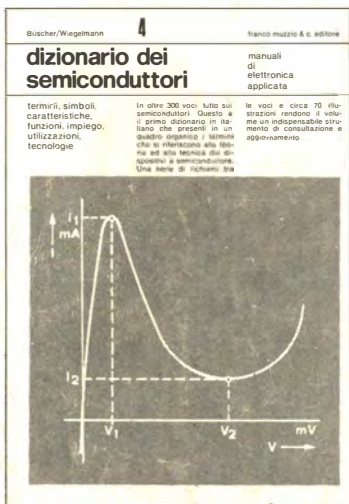 Büscher/Wiegelmann
4
franco muzzio & c. editore
dizionario dei
semiconduttori
manuali
di
elettronica
applicata
termini, simboli,
caratteristiche,
funzioni, impiego,
utilizzazioni,
tecnologie
In oltre 300 voci tutto sui
semiconduttori. Questo è
il primo dizionario in ita-
liano che presenti in un
quadro organico i termini
che si riferiscono alla teo-
ria ed alla tecnica dei di-
spositivi a semiconduttore.
Una serie di richiami tra
le voci e circa 70 illu-
strazioni rendono il volu-
me un indispensabile stru-
mento di consultazione e
aggiornamento
I1
mA
I
I2
V1
V2
mV
V